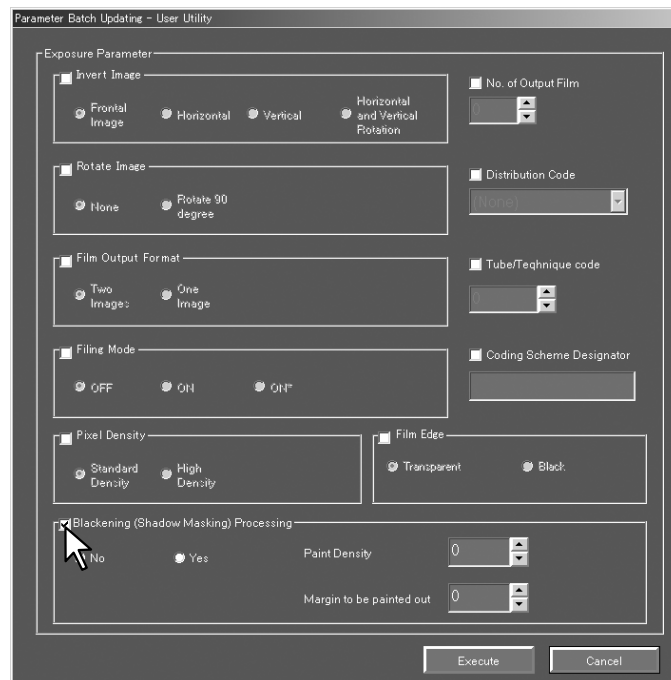 Parameter Batch Updating - User Utility
Exposure Parameter
Invert Image
Frontal
Image
Horizontal
Vertical
Horizontal
and Vertical
Rotation
No. of Output Film
0
Rotate Image
None
Rotate 90
degree
Distribution Code
(None)
Film Output Format
Two
Images
One
Image
Tube/Teqhnique code
0
Filing Mode
OFF
ON
ON*
Coding Scheme Designator
Pixel Density
Standard
Density
High
Density
Film Edge
Transparent
Black
Blackening (Shadow Masking) Processing
No
Yes
Paint Density
0
Margin to be painted out
0
Execute
Cancel